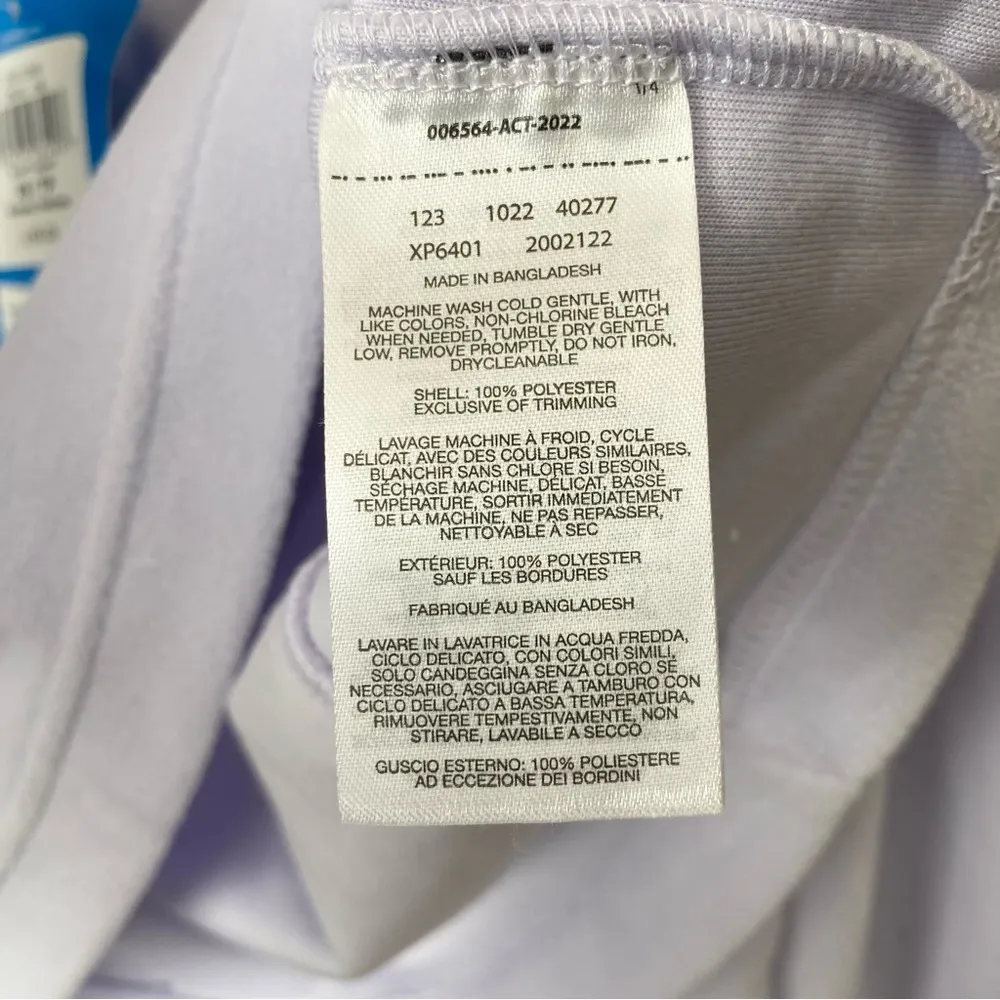 1/4
006564-ACT-2022
123 1022 40277
XP6401 2002122
MADE IN BANGLADESH
MACHINE WASH COLD GENTLE, WITH
LIKE COLORS, NON-CHLORINE BLEACH
WHEN NEEDED, TUMBLE DRY GENTLE
LOW, REMOVE PROMPTLY, DO NOT IRON,
DRYCLEANABLE
SHELL: 100% POLYESTER
EXCLUSIVE OF TRIMMING
LAVAGE MACHINE À FROID, CYCLE
DÉLICAT, AVEC DES COULEURS SIMILAIRES,
BLANCHIR SANS CHLORE SI BESOIN,
SÉCHAGE MACHINE, DÉLICAT, BASSE
TEMPÉRATURE, SORTIR IMMÉDIATEMENT
DE LA MACHINE, NE PAS REPASSER,
NETTOYABLE À SEC
EXTÉRIEUR: 100% POLYESTER
SAUF LES BORDURES
FABRIQUÉ AU BANGLADESH
LAVARE IN LAVATRICE IN ACQUA FREDDA,
CICLO DELICATO, CON COLORI SIMILI,
SOLO CANDEGGINA SENZA CLORO SE
NECESSARIO, ASCIUGARE A TAMBURO CON
CICLO DELICATO A BASSA TEMPERATURA,
RIMUOVERE TEMPESTIVAMENTE, NON
STIRARE, LAVABILE A SECCO
GUSCIO ESTERNO: 100% POLIESTERE
AD ECCEZIONE DEI BORDINI